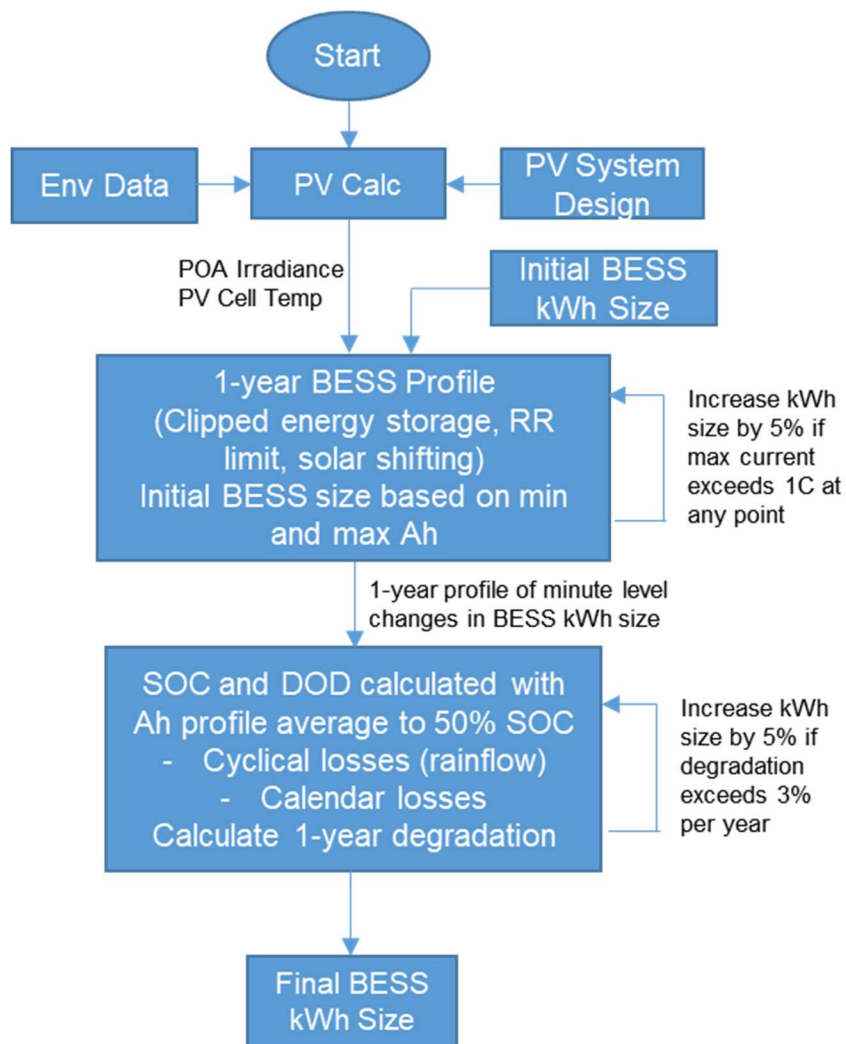 Start
Env Data
PV Calc
PV System
Design
POA Irradiance
PV Cell Temp
Initial BESS
kWh Size
1-year BESS Profile
(Clipped energy storage, RR
limit, solar shifting)
Initial BESS size based on min
and max Ah
Increase kWh
size by 5% if
max current
exceeds 1C at
any point
1-year profile of minute level
changes in BESS kWh size
SOC and DOD calculated with
Ah profile average to 50% SOC
- Cyclical losses (rainflow)
- Calendar losses
Calculate 1-year degradation
Increase kWh
size by 5% if
degradation
exceeds 3%
per year
Final BESS
kWh Size